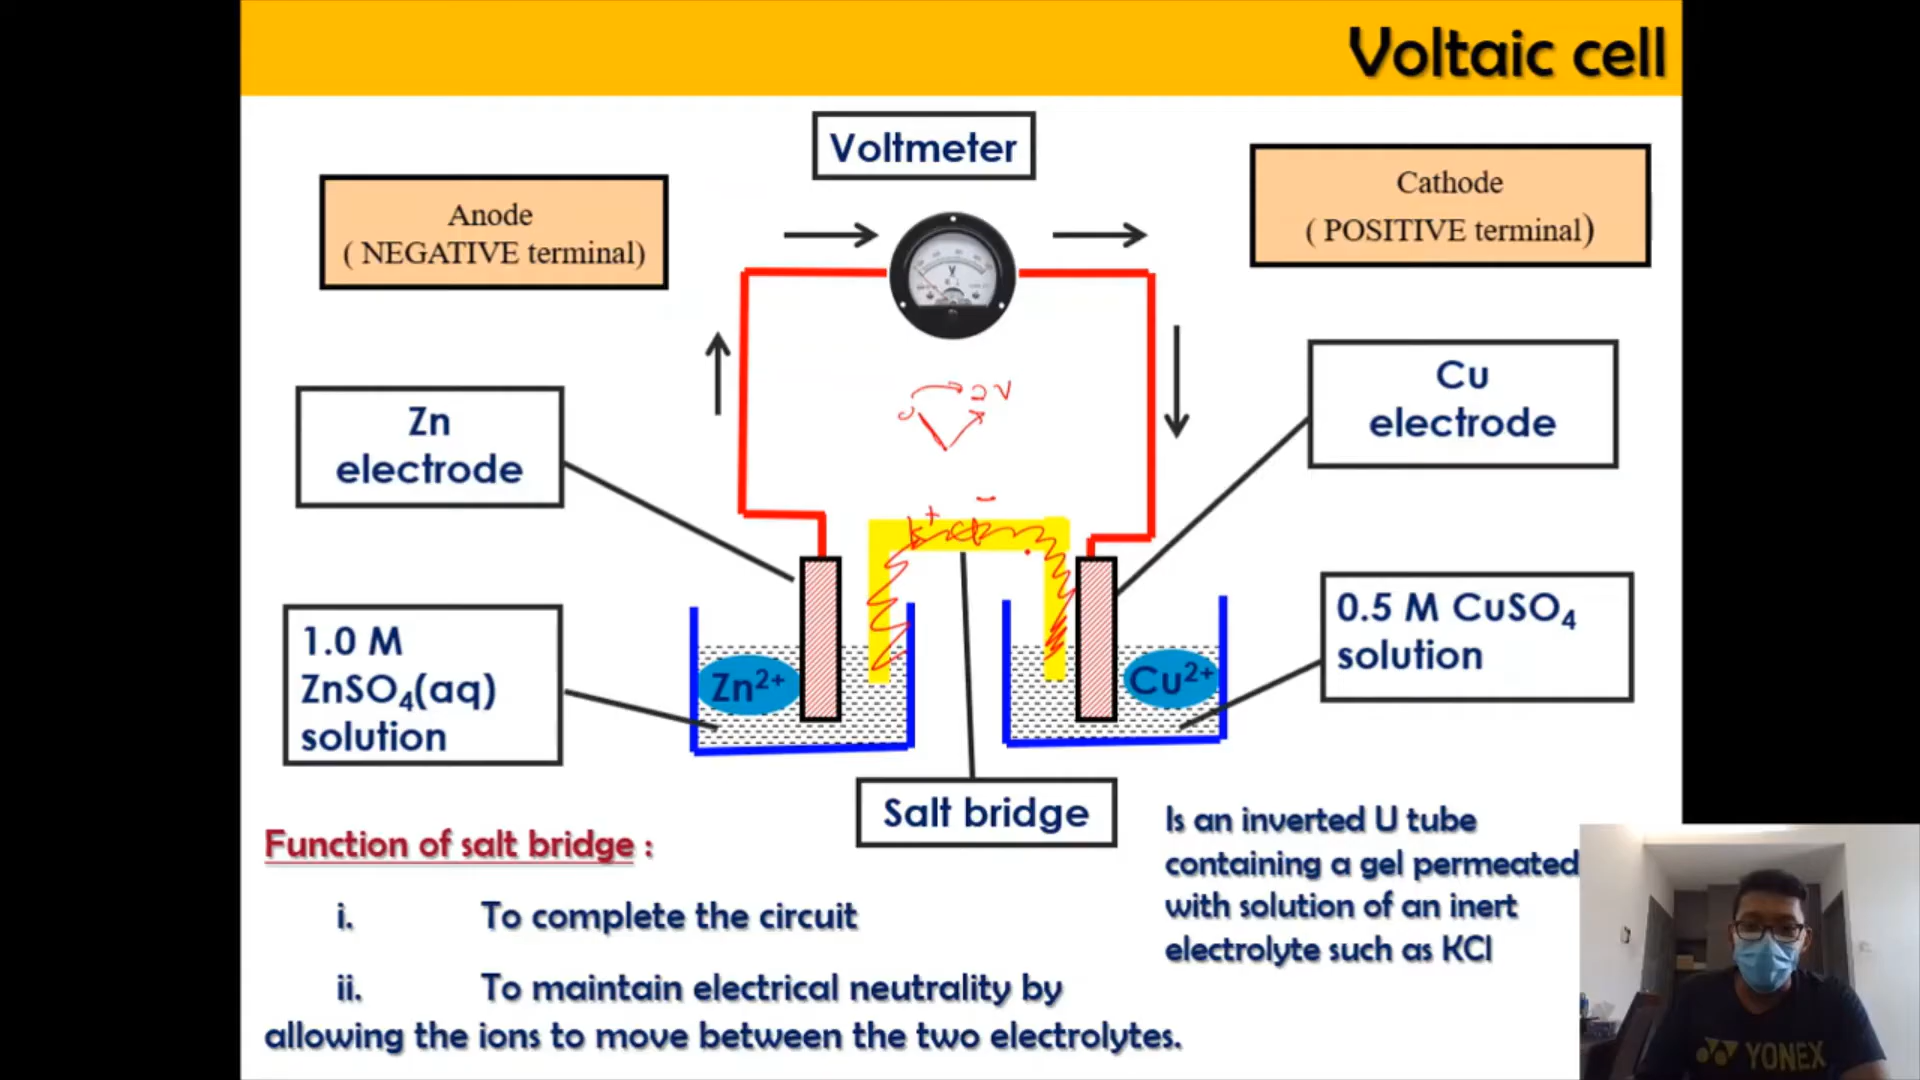 Voltaic cell
Voltmeter
Anode
( NEGATIVE terminal)
Cathode
( POSITIVE terminal)
Zn
electrode
Cu
electrode
2 V
K⁺ Cl⁻
1.0 M
ZnSO₄(aq)
solution
Zn²⁺
Cu²⁺
0.5 M CuSO₄
solution
Salt bridge
Function of salt bridge :
i. To complete the circuit
ii. To maintain electrical neutrality by
allowing the ions to move between the two electrolytes.
Is an inverted U tube
containing a gel permeated
with solution of an inert
electrolyte such as KCl
YONEX